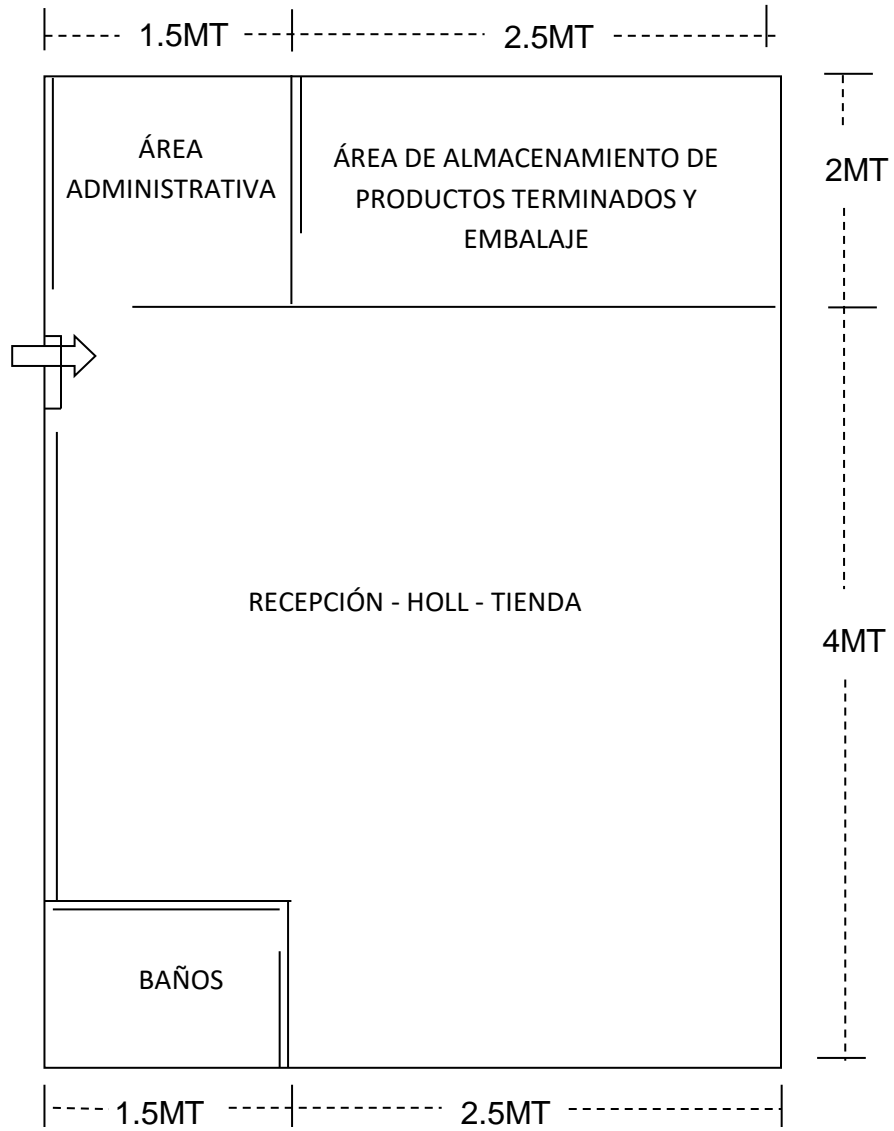 1.5MT
2.5MT
ÁREA
ADMINISTRATIVA
ÁREA DE ALMACENAMIENTO DE
PRODUCTOS TERMINADOS Y
EMBALAJE
2MT
RECEPCIÓN - HOLL - TIENDA
4MT
BAÑOS
1.5MT
2.5MT